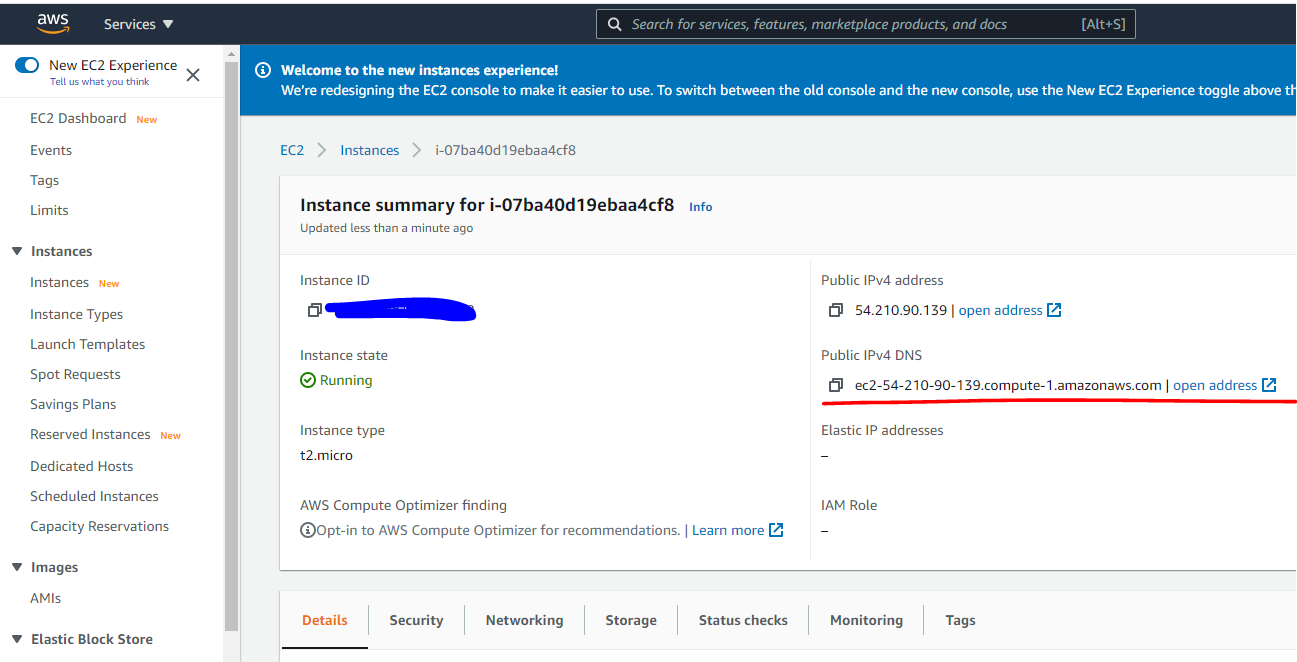 aws Services Search for services, features, marketplace products, and docs [Alt+S]
New EC2 Experience
Tell us what you think
EC2 Dashboard New
Events
Tags
Limits
Instances
Instances New
Instance Types
Launch Templates
Spot Requests
Savings Plans
Reserved Instances New
Dedicated Hosts
Scheduled Instances
Capacity Reservations
Images
AMIs
Elastic Block Store
Welcome to the new instances experience!
We're redesigning the EC2 console to make it easier to use. To switch between the old console and the new console, use the New EC2 Experience toggle above
EC2 Instances i-07ba40d19ebaa4cf8
Instance summary for i-07ba40d19ebaa4cf8 Info
Updated less than a minute ago
Instance ID
Instance state
Running
Instance type
t2.micro
AWS Compute Optimizer finding
Opt-in to AWS Compute Optimizer for recommendations. | Learn more
Public IPv4 address
54.210.90.139 | open address
Public IPv4 DNS
ec2-54-210-90-139.compute-1.amazonaws.com | open address
Elastic IP addresses
–
IAM Role
–
Details Security Networking Storage Status checks Monitoring Tags